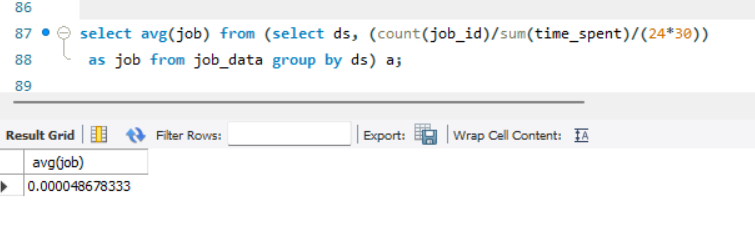 86
87 select avg(job) from (select ds, (count(job_id)/sum(time_spent)/(24*30))
88 as job from job_data group by ds) a;
89
Result Grid Filter Rows: Export: Wrap Cell Content: IA
avg(job)
0.000048678333